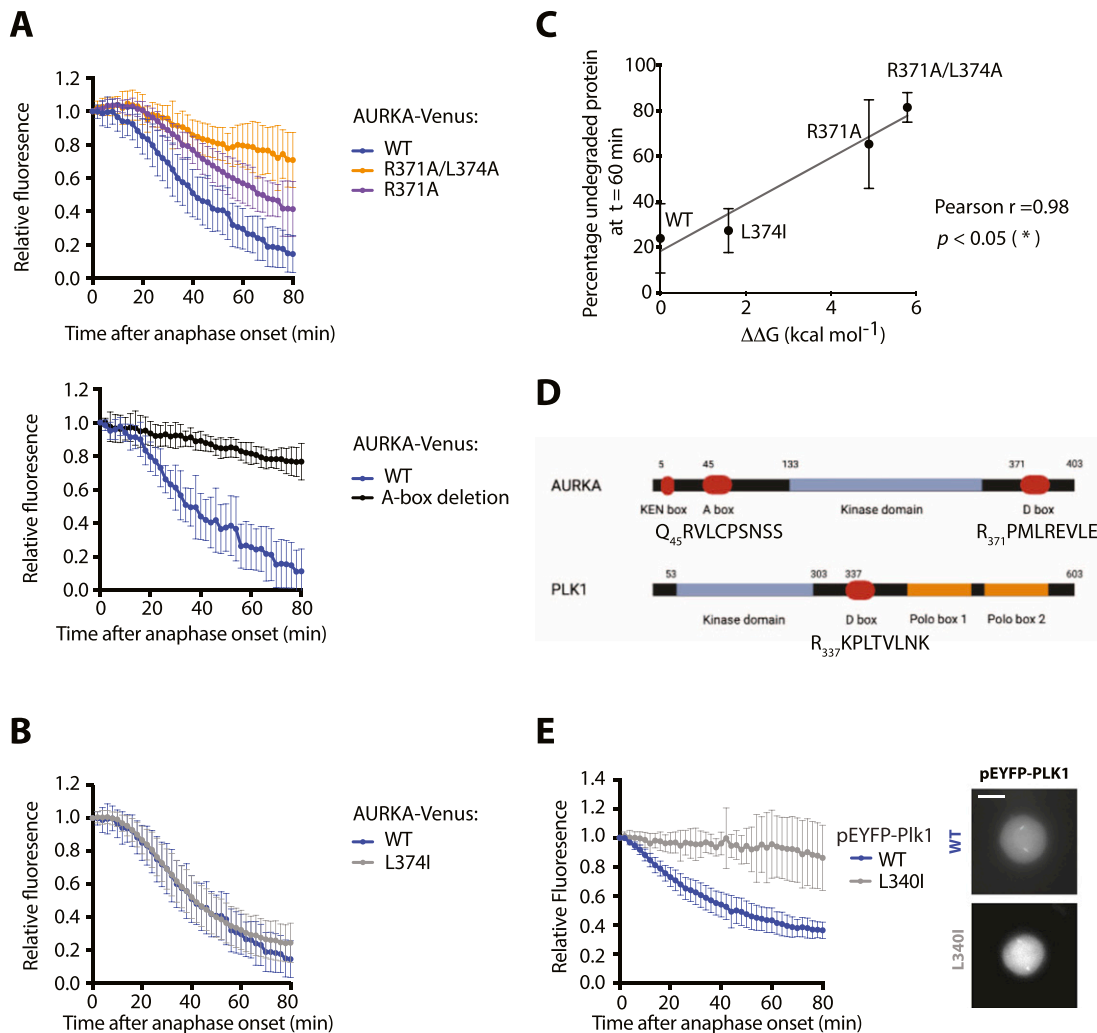 A
1.2
1.0
0.8
0.6
0.4
0.2
0.0
Relative fluoresence
0 20 40 60 80
Time after anaphase onset (min)
AURKA-Venus:
WT
R371A/L374A
R371A
1.2
1.0
0.8
0.6
0.4
0.2
0.0
Relative fluoresence
0 20 40 60 80
Time after anaphase onset (min)
AURKA-Venus:
WT
A-box deletion
B
1.2
1.0
0.8
0.6
0.4
0.2
0.0
Relative fluoresence
0 20 40 60 80
Time after anaphase onset (min)
AURKA-Venus:
WT
L374I
C
Percentage undegraded protein
at t = 60 min
100
80
60
40
20
0
0 2 4 6
ΔΔG (kcal mol⁻¹)
WT
L374I
R371A
R371A/L374A
Pearson r =0.98
p < 0.05 ( * )
D
5 45 133 371 403
AURKA
KEN box A box Kinase domain D box
Q₄₅RVLCPSNSS R₃₇₁PMLREVLE
53 303 337 603
PLK1
Kinase domain D box Polo box 1 Polo box 2
R₃₃₇KPLTVLNK
E
1.4
1.2
1.0
0.8
0.6
0.4
0.2
0.0
Relative Fluoresence
0 20 40 60 80
Time after anaphase onset (min)
pEYFP-Plk1
WT
L340I
pEYFP-PLK1
WT
L340I